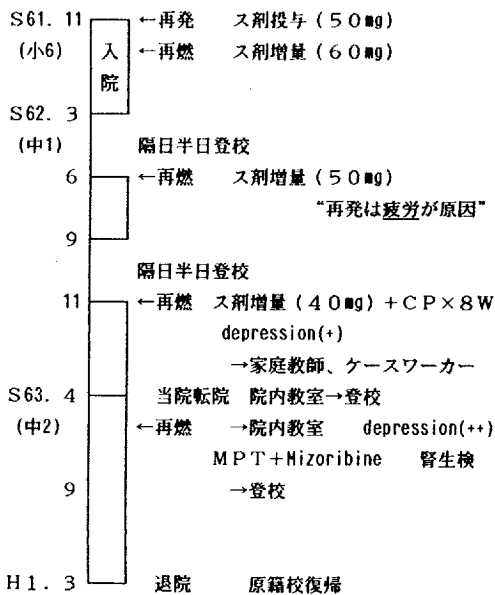 S61.11 ←再発 ス剤投与(50mg)
(小6) 入院 ←再燃 ス剤増量(60mg)
S62.3
(中1) 隔日半日登校
6 ←再燃 ス剤増量(50mg)
“再発は疲労が原因”
9
隔日半日登校
11 ←再燃 ス剤増量(40mg)+CP×8W
depression(+)
→家庭教師、ケースワーカー
S63.4 当院転院 院内教室→登校
(中2) ←再燃 →院内教室 depression(++)
MPT+Mizoribine 腎生検
9 →登校
H1.3 退院 原籍校復帰